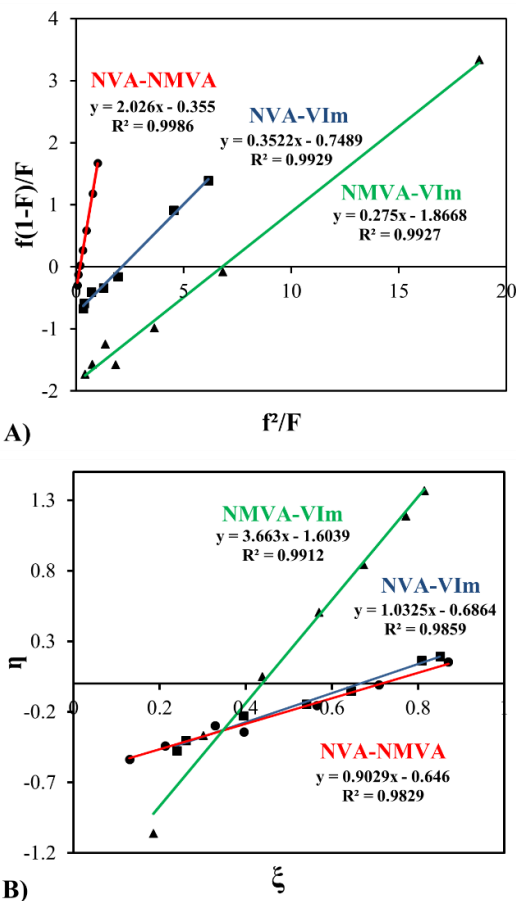 4
3
2
1
0
-1
-2
f(1-F)/F
NVA-NMVA
y = 2.026x - 0.355
R² = 0.9986
NVA-VIm
y = 0.3522x - 0.7489
R² = 0.9929
NMVA-VIm
y = 0.275x - 1.8668
R² = 0.9927
0 5 10 15 20
f²/F
A)
1.3
0.8
0.3
-0.2
-0.7
-1.2
η
NMVA-VIm
y = 3.663x - 1.6039
R² = 0.9912
NVA-VIm
y = 1.0325x - 0.6864
R² = 0.9859
0 0.2 0.4 0.6 0.8 1
NVA-NMVA
y = 0.9029x - 0.646
R² = 0.9829
ξ
B)